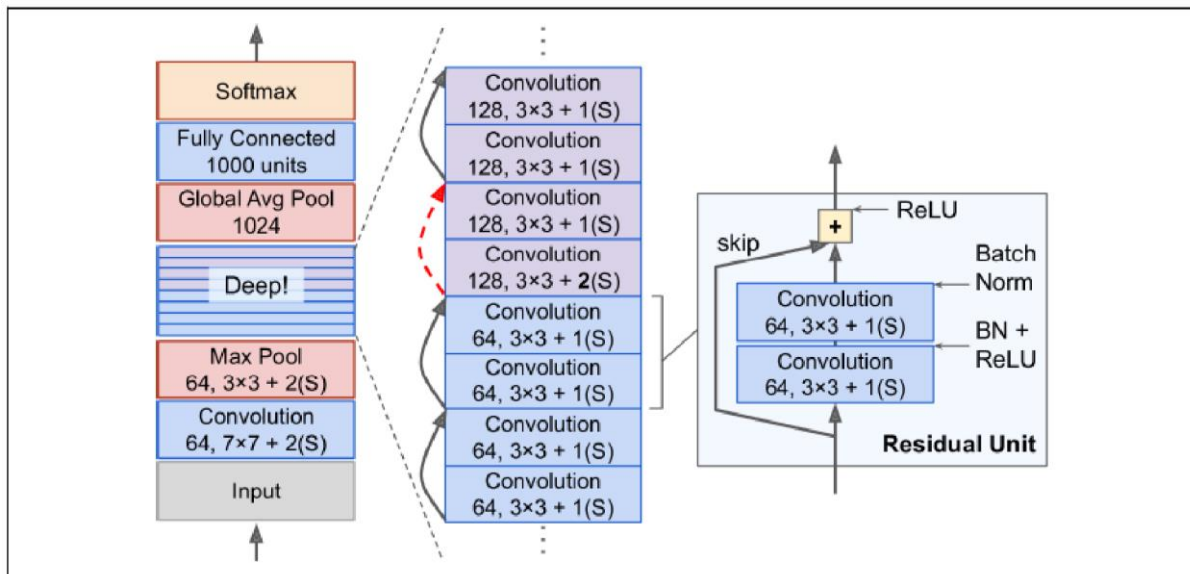 Softmax
Fully Connected
1000 units
Global Avg Pool
1024
Deep!
Max Pool
64, 3×3 + 2(S)
Convolution
64, 7×7 + 2(S)
Input
Convolution
128, 3×3 + 1(S)
Convolution
128, 3×3 + 1(S)
Convolution
128, 3×3 + 1(S)
Convolution
128, 3×3 + 2(S)
Convolution
64, 3×3 + 1(S)
Convolution
64, 3×3 + 1(S)
Convolution
64, 3×3 + 1(S)
Convolution
64, 3×3 + 1(S)
ReLU
+
skip
Batch
Norm
Convolution
64, 3×3 + 1(S)
BN +
ReLU
Convolution
64, 3×3 + 1(S)
Residual Unit